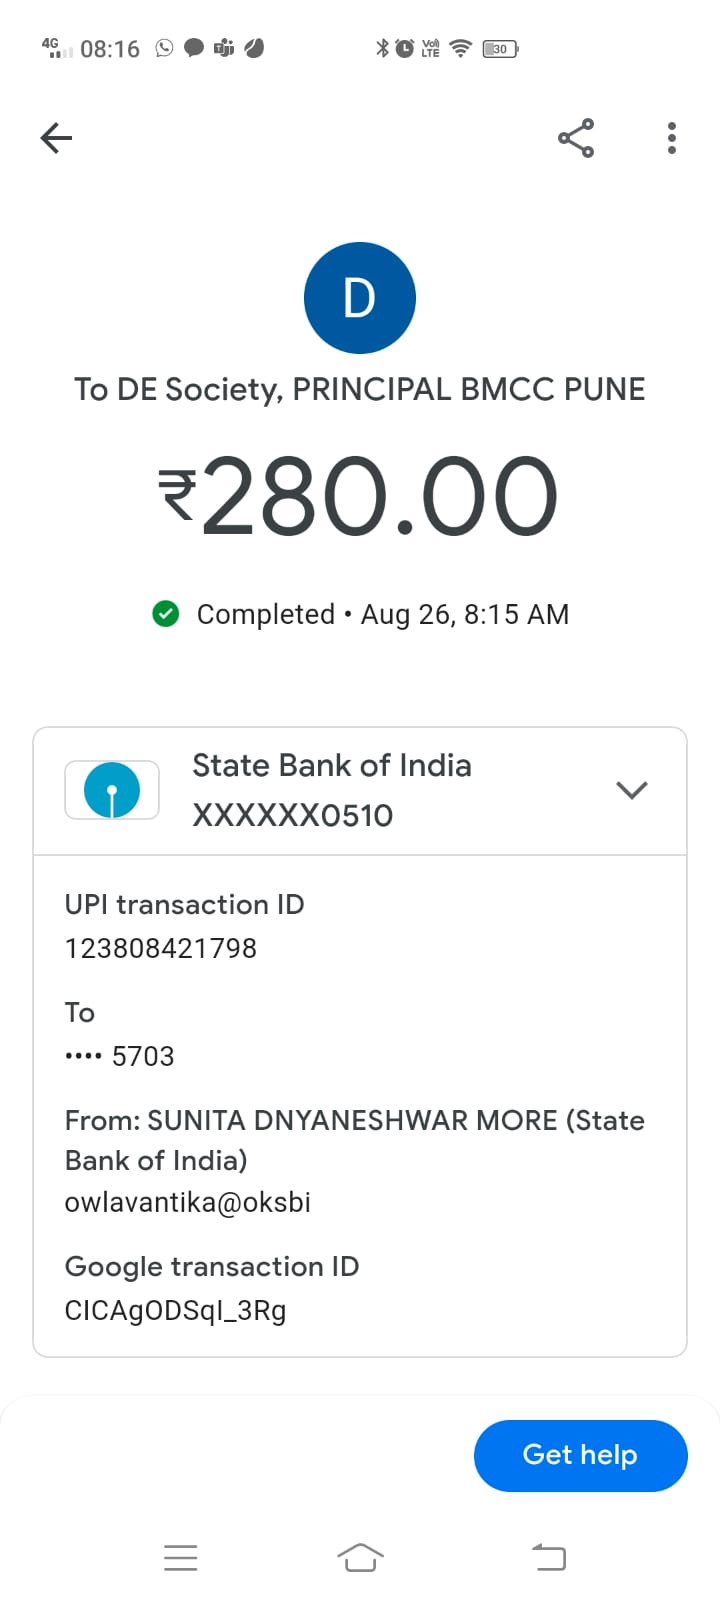 4G 08:16 Vo)) LTE 30
D
To DE Society, PRINCIPAL BMCC PUNE
₹280.00
Completed • Aug 26, 8:15 AM
State Bank of India
XXXXXX0510
UPI transaction ID
123808421798
To
•••• 5703
From: SUNITA DNYANESHWAR MORE (State
Bank of India)
owlavantika@oksbi
Google transaction ID
CICAgODSql_3Rg
Get help